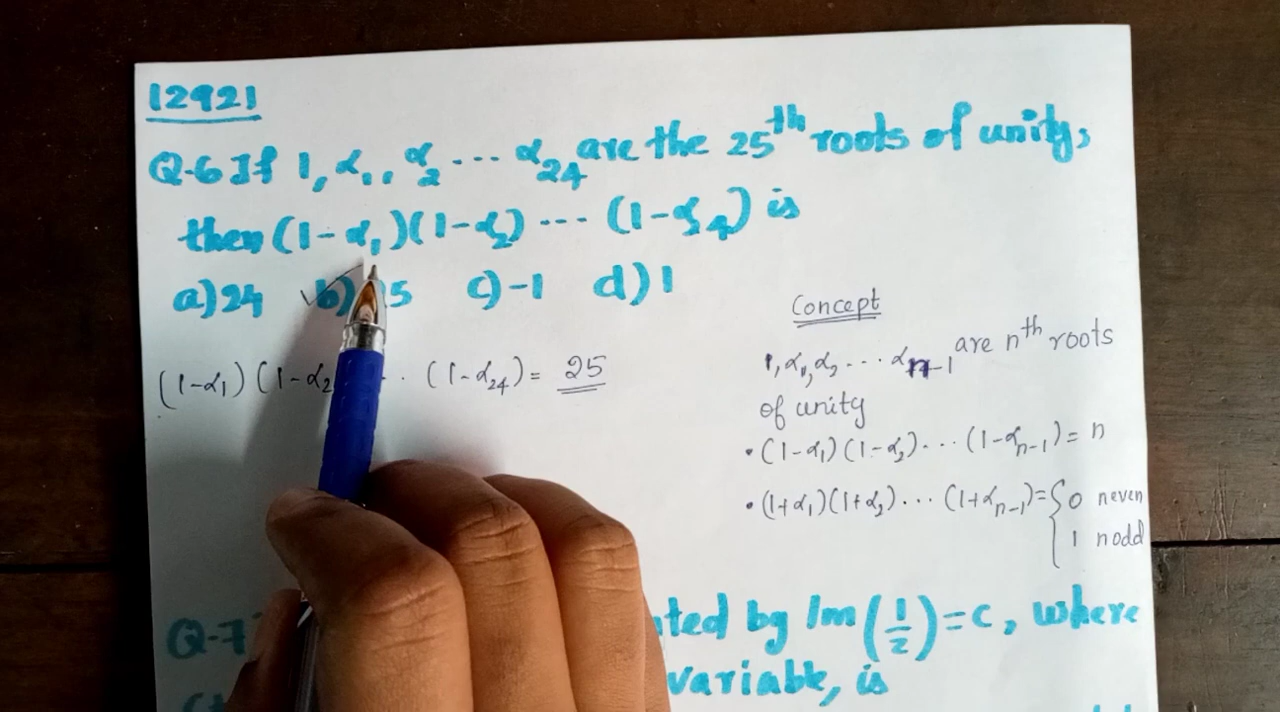 12921
Q-6 If 1, α₁, α₂ ... α₂₄ are the 25th roots of unity,
then (1-α₁)(1-α₂) ... (1-α₂₄) is
a) 24 b) 25 c) -1 d) 1
(1-α₁)(1-α₂ . . (1-α₂₄) = 25
Concept
1, α₁, α₂ ... αₙ₋₁ are nth roots
of unity
• (1-α₁)(1-α₂) ... (1-αₙ₋₁) = n
• (1+α₁)(1+α₂) ... (1+αₙ₋₁) = { 0 n even
1 n odd
Q-7 ted by Im(1/z) = c, where
variable, is